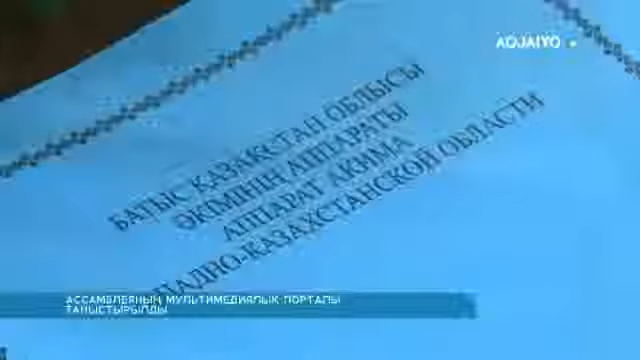 AQJAIYQ
БАТЫС ҚАЗАҚСТАН ОБЛЫСЫ
ӘКІМІНІҢ АППАРАТЫ
АППАРАТ АКИМА
ЗАПАДНО-КАЗАХСТАНСКОЙ ОБЛАСТИ
АССАМБЛЕЯНЫҢ МУЛЬТИМЕДИЯЛЫҚ ПОРТАЛЫ
ТАНЫСТЫРЫЛДЫ